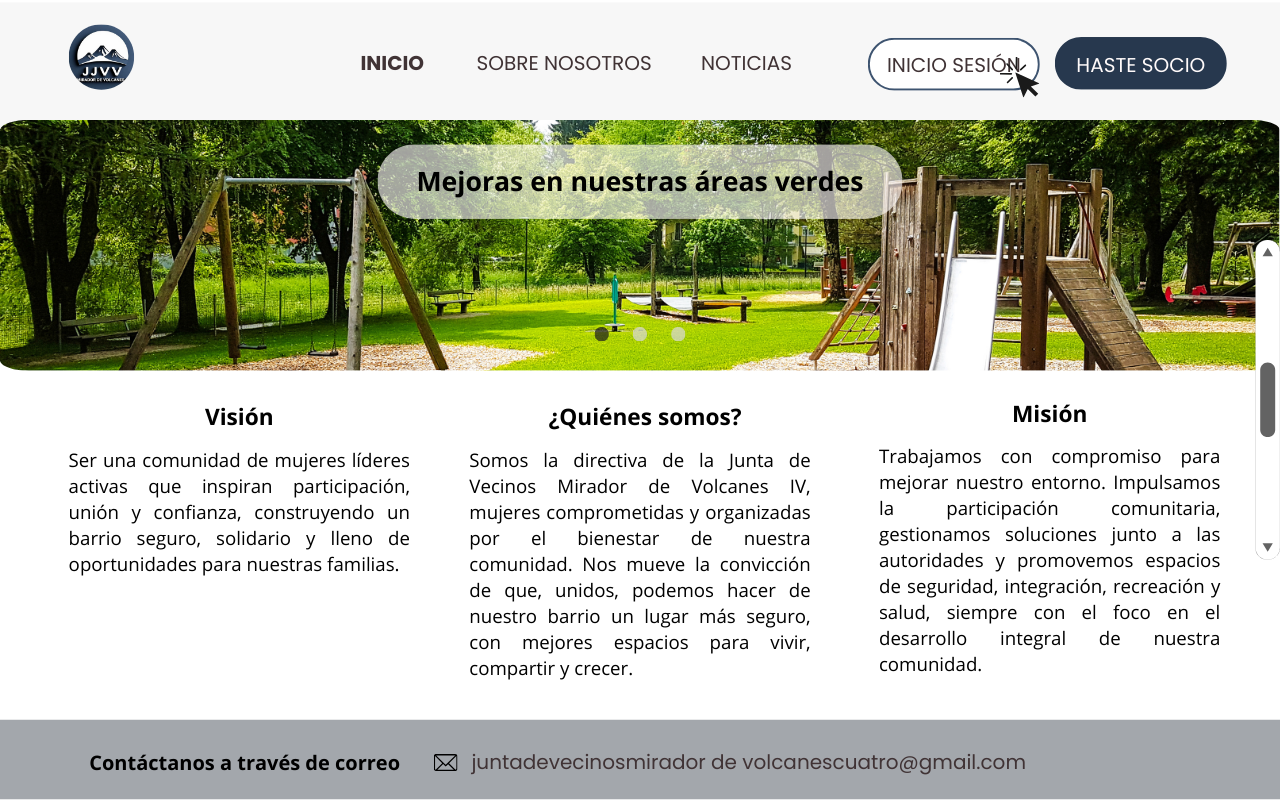 JJVV
MIRADOR DE VOLCANES
INICIO
SOBRE NOSOTROS
NOTICIAS
INICIO SESIÓN
HASTE SOCIO
Mejoras en nuestras áreas verdes
Visión
Ser una comunidad de mujeres líderes
activas que inspiran participación,
unión y confianza, construyendo un
barrio seguro, solidario y lleno de
oportunidades para nuestras familias.
¿Quiénes somos?
Somos la directiva de la Junta de
Vecinos Mirador de Volcanes IV,
mujeres comprometidas y organizadas
por el bienestar de nuestra
comunidad. Nos mueve la convicción
de que, unidos, podemos hacer de
nuestro barrio un lugar más seguro,
con mejores espacios para vivir,
compartir y crecer.
Misión
Trabajamos con compromiso para
mejorar nuestro entorno. Impulsamos
la participación comunitaria,
gestionamos soluciones junto a las
autoridades y promovemos espacios
de seguridad, integración, recreación y
salud, siempre con el foco en el
desarrollo integral de nuestra
comunidad.
Contáctanos a través de correo
juntadevecinosmirador de volcanescuatro@gmail.com